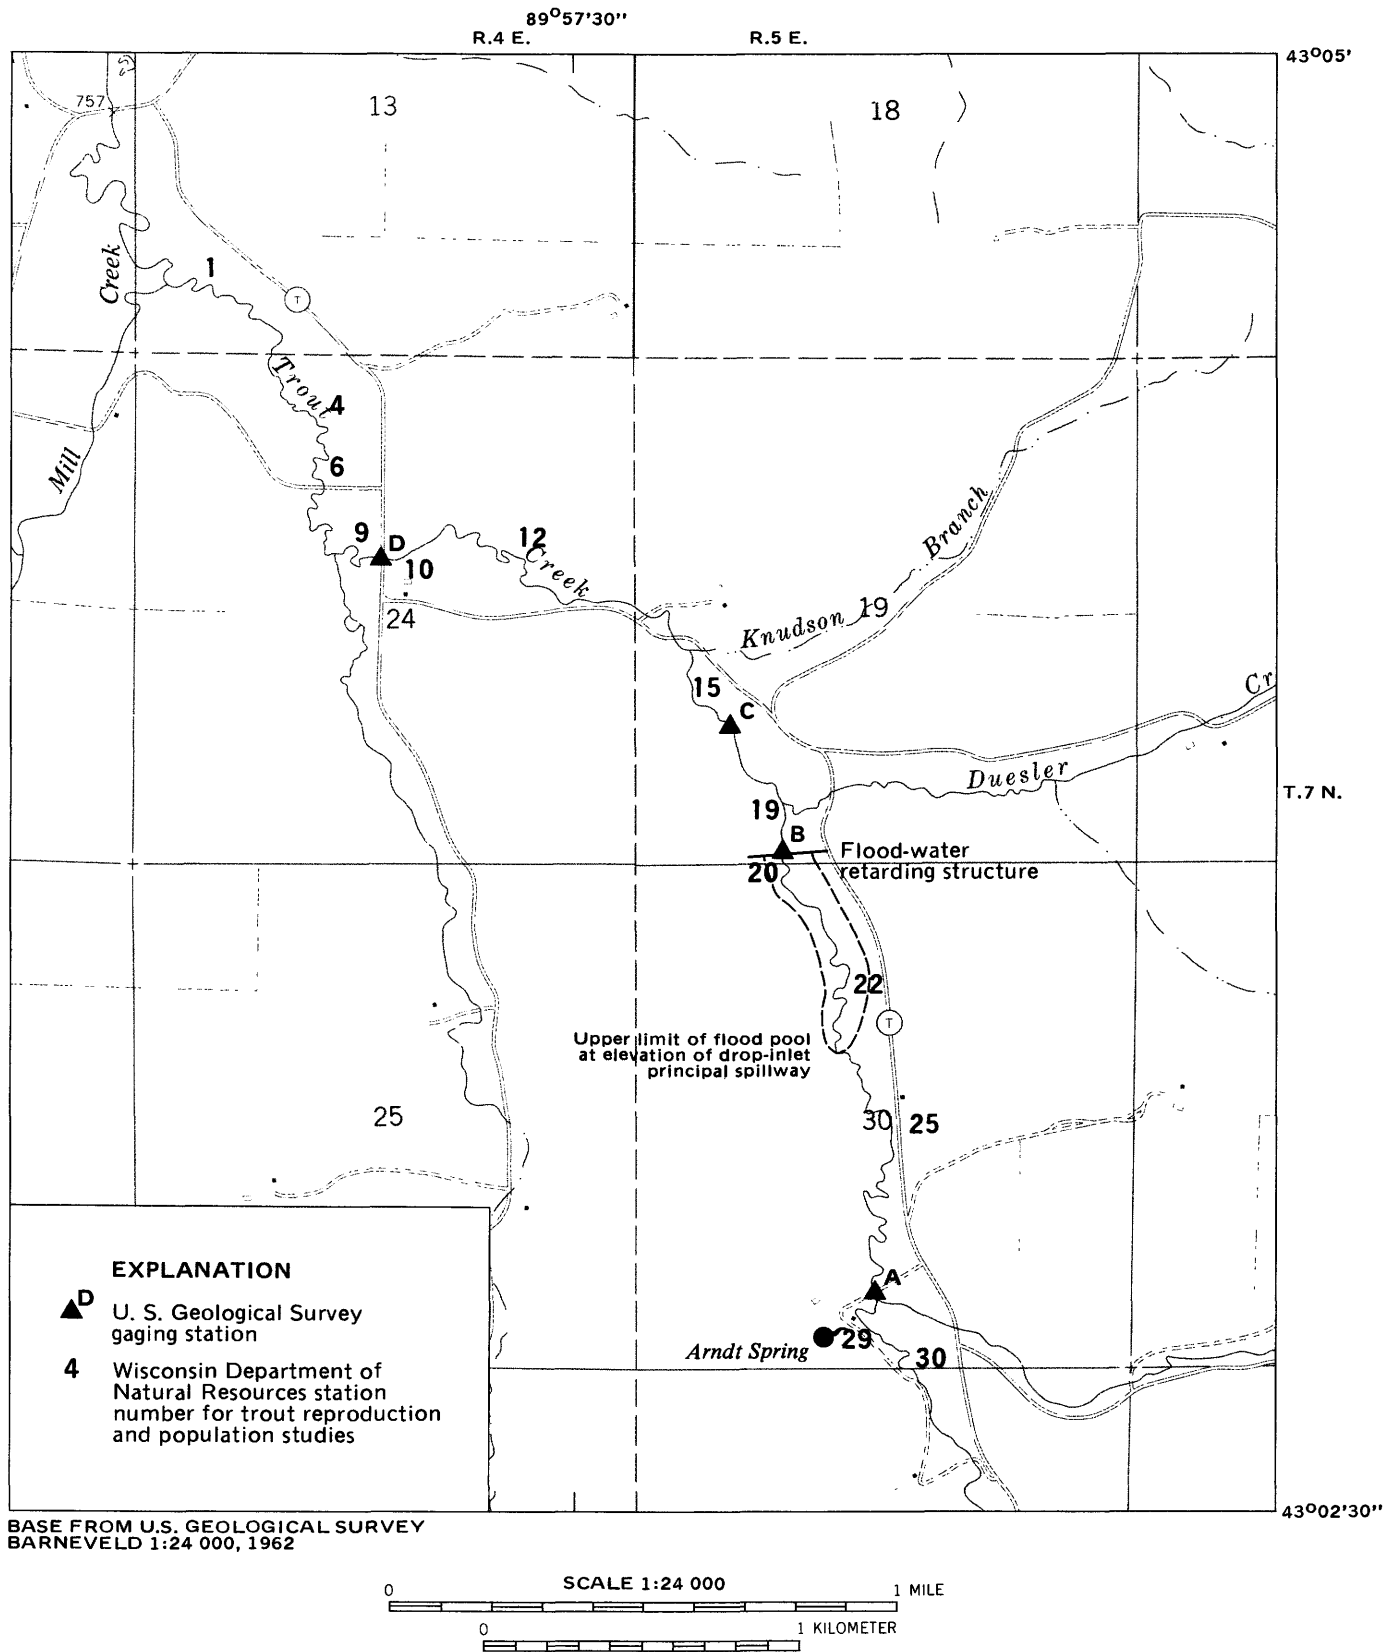 89°57'30"
R.4 E.
R.5 E.
43°05'
757
13
18
Creek
1
T
Trout
4
Mill
6
9
D
12
10
Creek
24
Branch
Knudson
19
15
C
Cr
Duesler
T.7 N.
19
B
Flood-water
retarding structure
20
22
T
Upper limit of flood pool
at elevation of drop-inlet
principal spillway
25
30
25
A
Arndt Spring
29
30
EXPLANATION
D
U. S. Geological Survey
gaging station
4
Wisconsin Department of
Natural Resources station
number for trout reproduction
and population studies
43°02'30"
BASE FROM U.S. GEOLOGICAL SURVEY
BARNEVELD 1:24 000, 1962
SCALE 1:24 000
0
1 MILE
0
1 KILOMETER